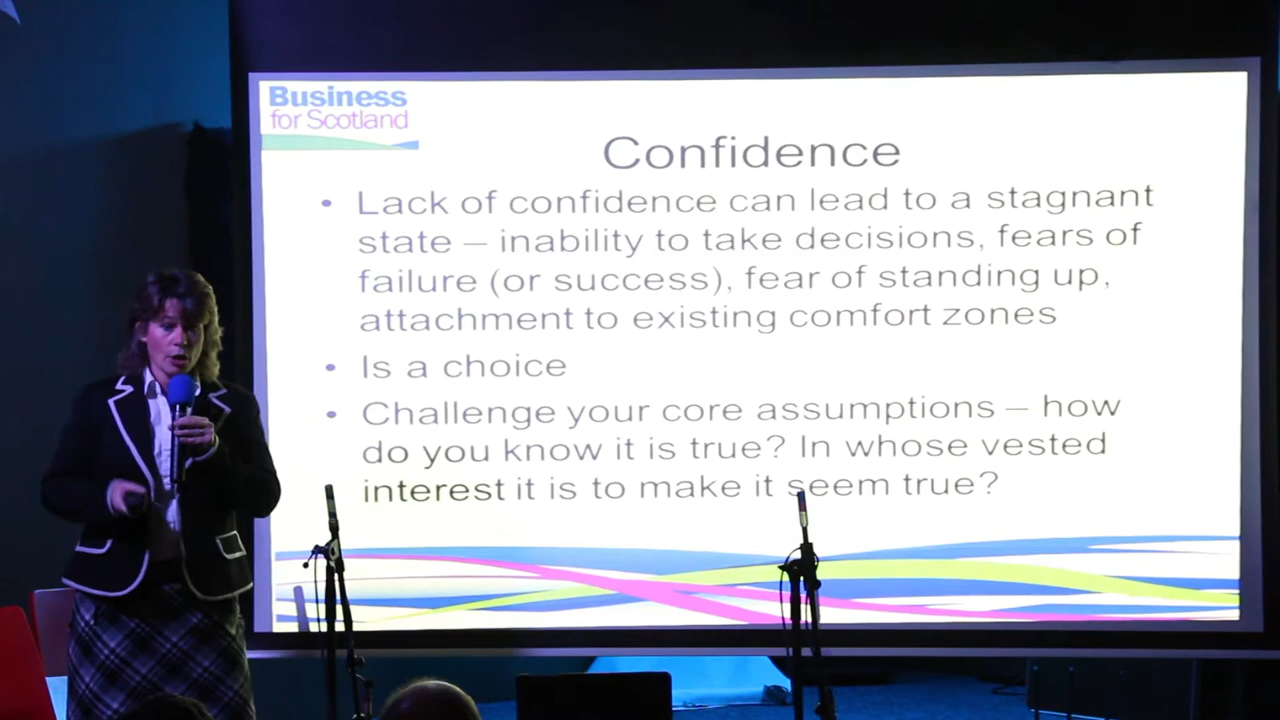 Business
for Scotland
Confidence
• Lack of confidence can lead to a stagnant
state – inability to take decisions, fears of
failure (or success), fear of standing up,
attachment to existing comfort zones
• Is a choice
• Challenge your core assumptions – how
do you know it is true? In whose vested
interest it is to make it seem true?